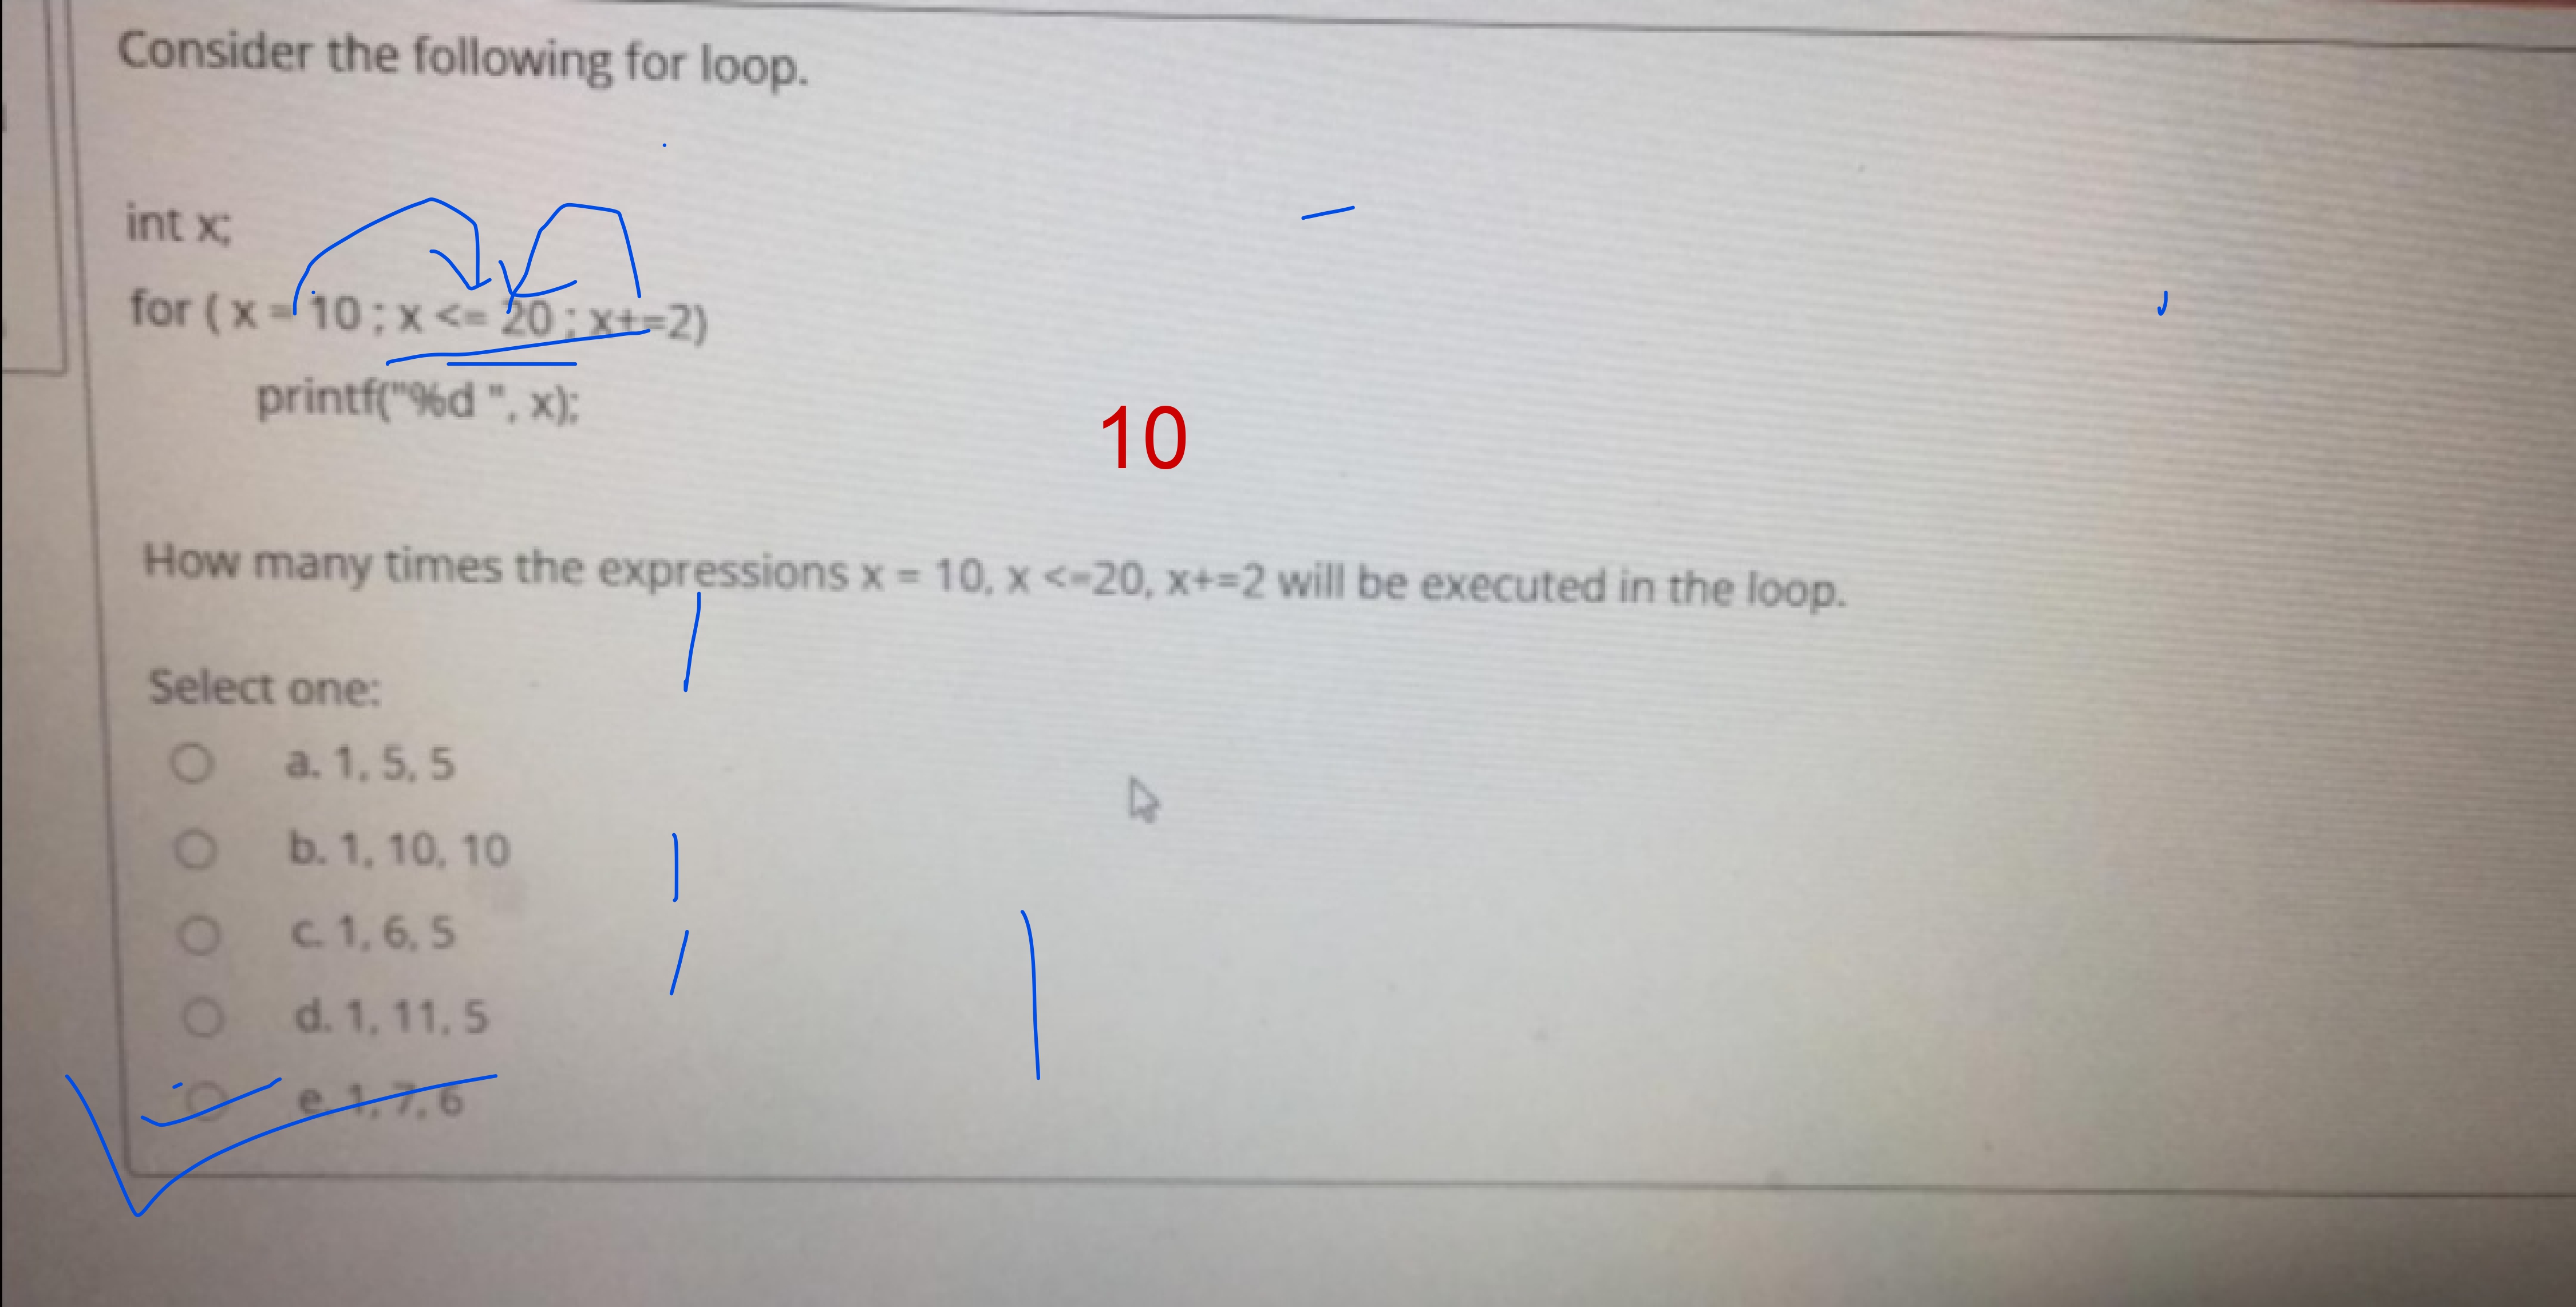 Consider the following for loop.
int x;
for ( x = 10 ; x <= 20 ; x+=2)
printf("%d ", x);
10
How many times the expressions x = 10, x <=20, x+=2 will be executed in the loop.
Select one:
a. 1, 5, 5
b. 1, 10, 10
c. 1, 6, 5
d. 1, 11, 5
e. 1, 7, 6